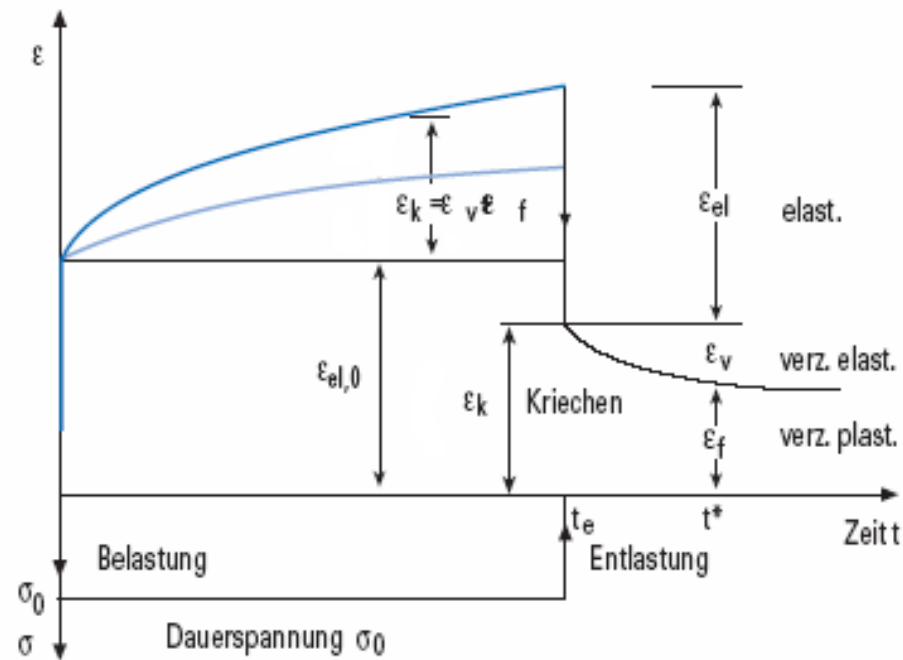 ε
ε_k =ε_v+ε_f
ε_el
elast.
ε_el,0
ε_k
Kriechen
ε_v
verz. elast.
ε_f
verz. plast.
t_e
t*
Zeit t
Belastung
Entlastung
σ_0
σ
Dauerspannung σ_0